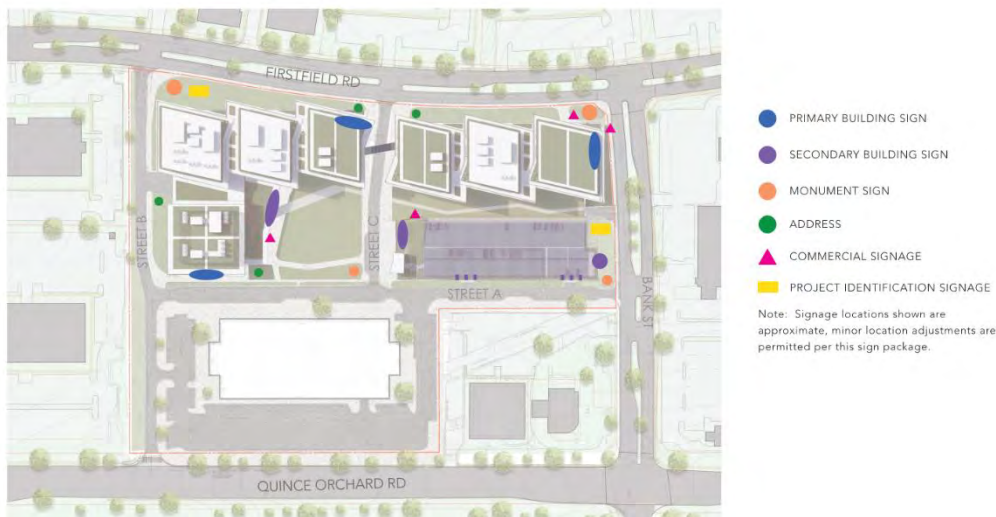 FIRSTFIELD RD
STREET B
STREET C
STREET A
BANK ST
QUINCE ORCHARD RD
PRIMARY BUILDING SIGN
SECONDARY BUILDING SIGN
MONUMENT SIGN
ADDRESS
COMMERCIAL SIGNAGE
PROJECT IDENTIFICATION SIGNAGE
Note: Signage locations shown are
approximate, minor location adjustments are
permitted per this sign package.